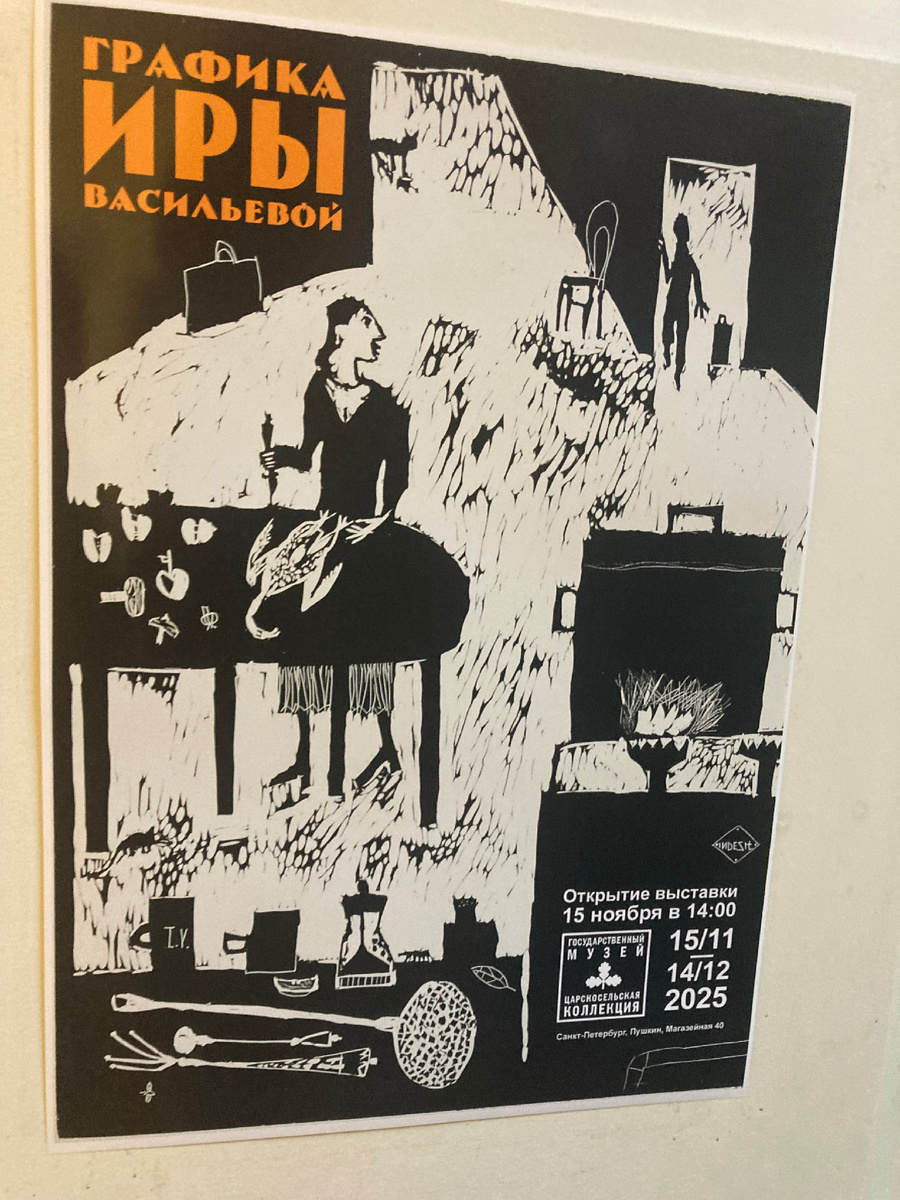 ГРАФИКА
ИРЫ
ВАСИЛЬЕВОЙ
I.V.
INDESIT
Открытие выставки
15 ноября в 14:00
ГОСУДАРСТВЕННЫЙ
МУЗЕЙ
ЦАРСКОСЕЛЬСКАЯ
КОЛЛЕКЦИЯ
15/11
14/12
2025
Санкт-Петербург, Пушкин, Магазейная 40